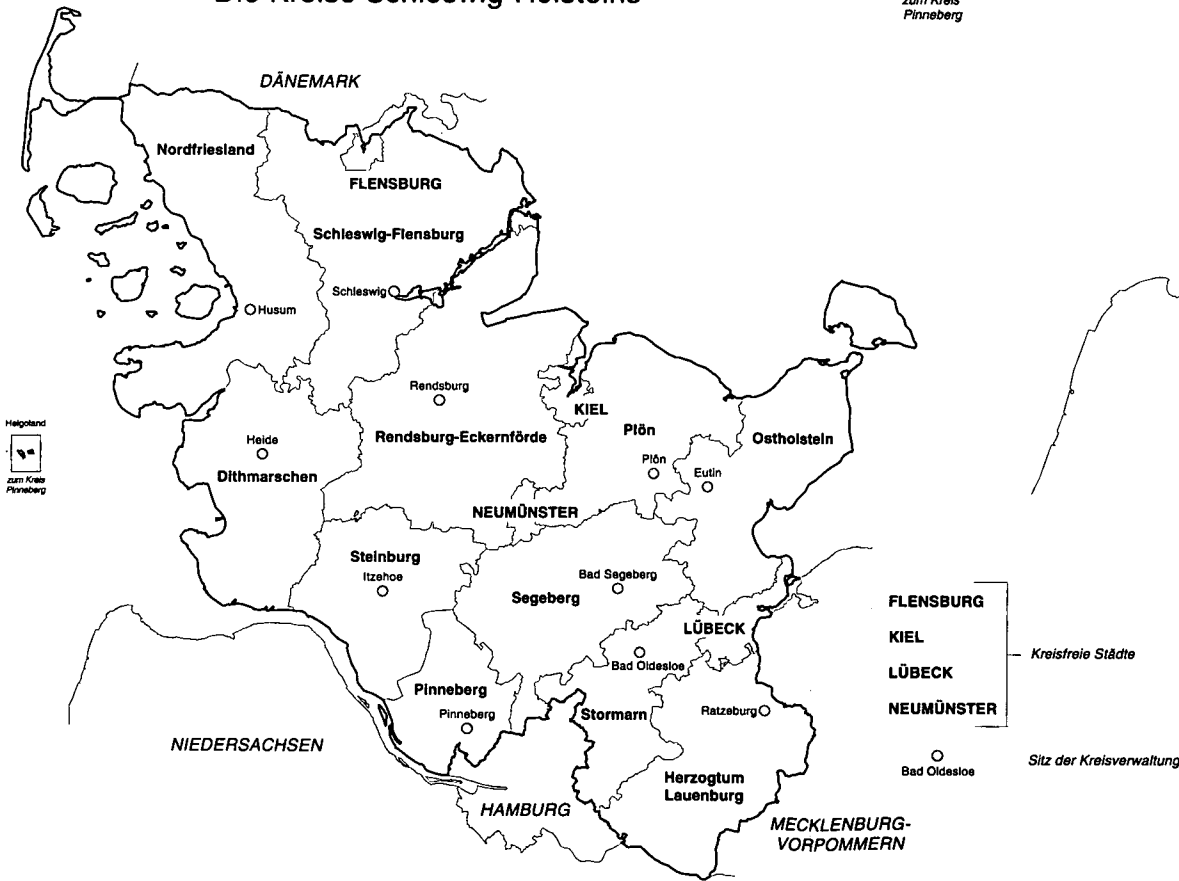 Die Kreise Schleswig-Holsteins
zum Kreis
Pinneberg
DÄNEMARK
Nordfriesland
FLENSBURG
Schleswig-Flensburg
Schleswig
Husum
Rendsburg
KIEL
Helgoland
zum Kreis
Pinneberg
Heide
Dithmarschen
Rendsburg-Eckernförde
Plön
Ostholstein
Plön
Eutin
NEUMÜNSTER
Steinburg
Itzehoe
Segeberg
Bad Segeberg
LÜBECK
Bad Oldesloe
Pinneberg
Pinneberg
Stormarn
Ratzeburg
NIEDERSACHSEN
Herzogtum
Lauenburg
HAMBURG
MECKLENBURG-
VORPOMMERN
FLENSBURG
KIEL
LÜBECK
NEUMÜNSTER
Kreisfreie Städte
Bad Oldesloe
Sitz der Kreisverwaltung